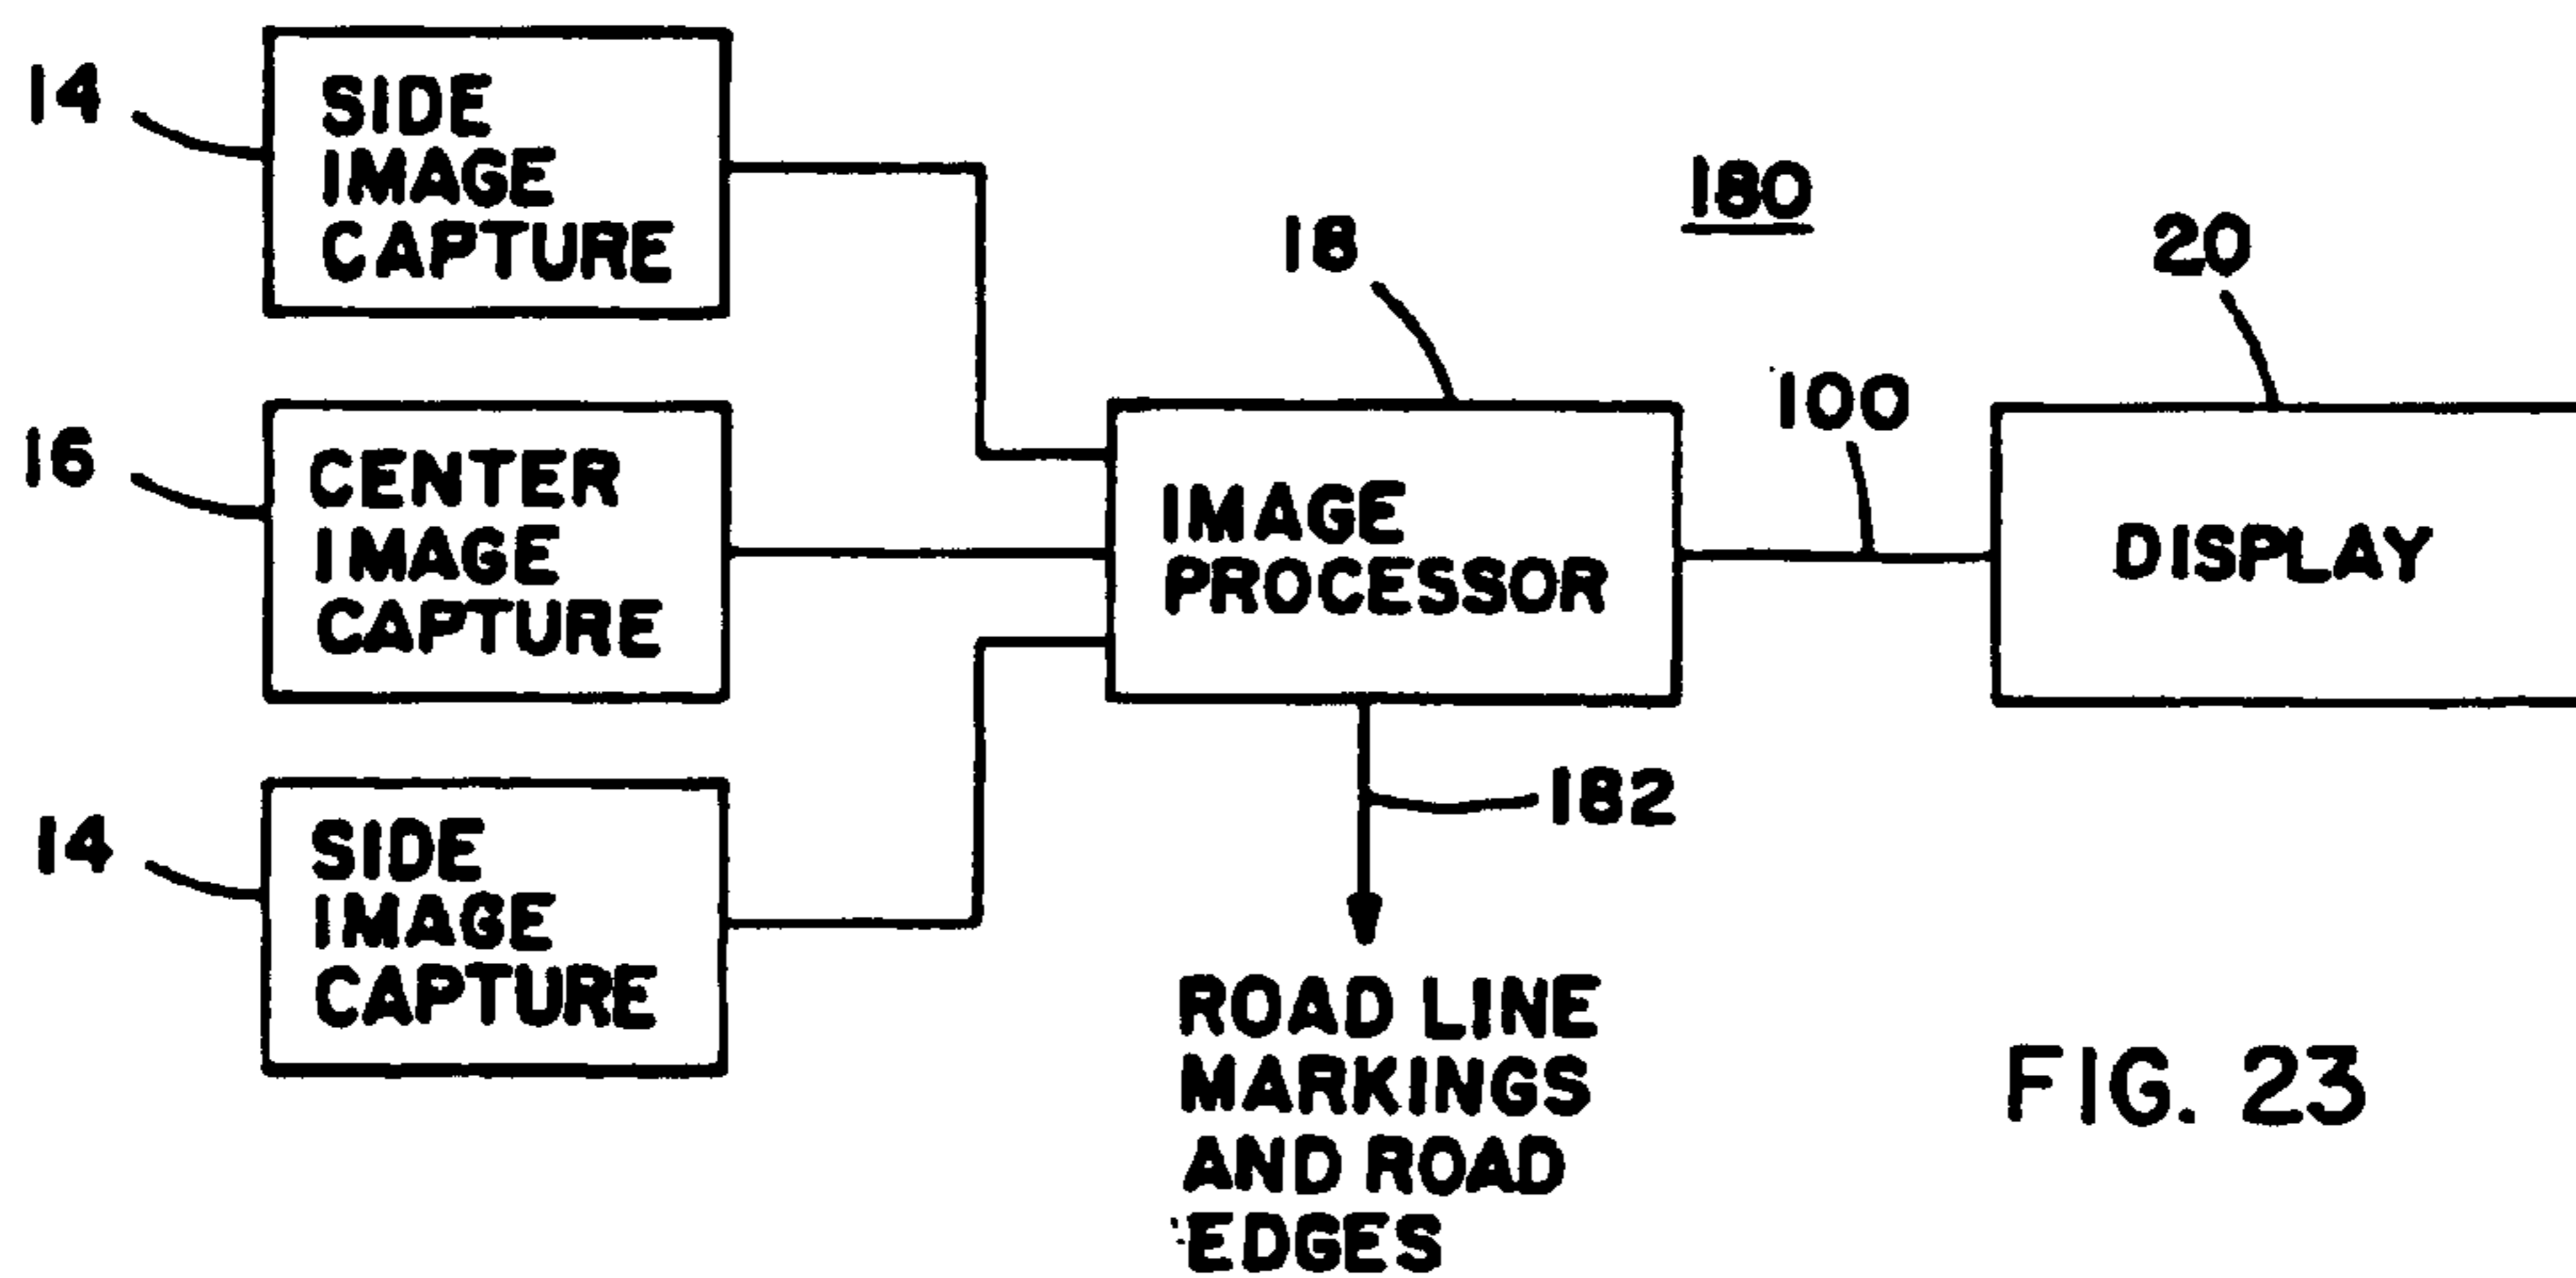 14
SIDE
IMAGE
CAPTURE
180
18
20
100
16
CENTER
IMAGE
CAPTURE
IMAGE
PROCESSOR
DISPLAY
182
14
SIDE
IMAGE
CAPTURE
ROAD LINE
MARKINGS
AND ROAD
EDGES
FIG. 23